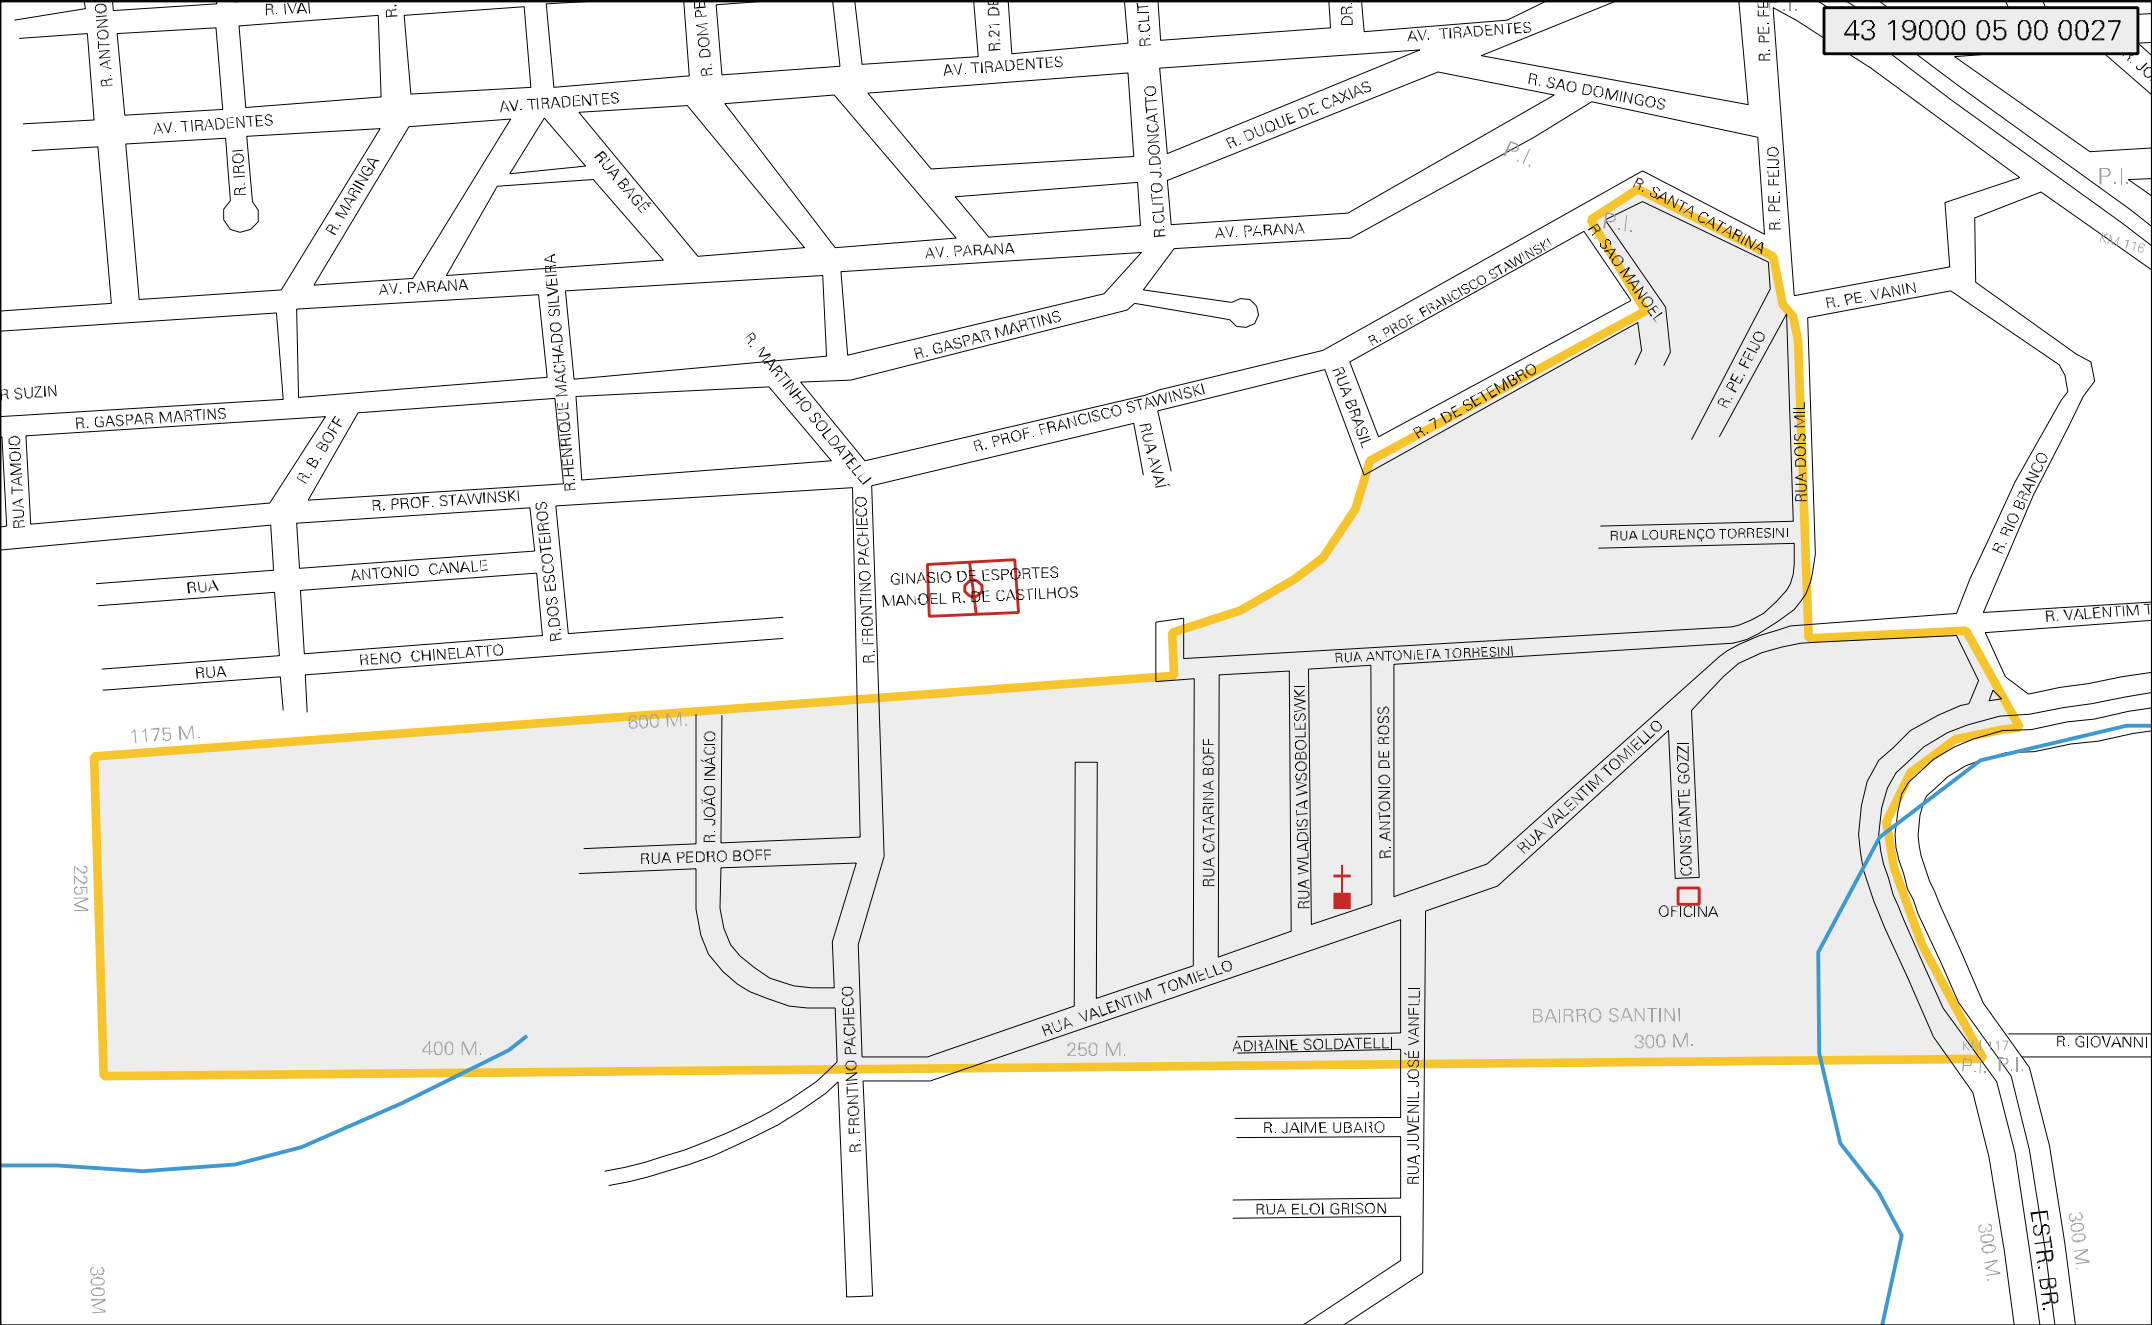 43 19000 05 00 0027
R. ANTONIO
R. IVAI
R.
R. DOM PE
R.21 DE
R.CLIT
DR.
AV. TIRADENTES
R. PE. FE
AV. TIRADENTES
AV. TIRADENTES
AV. TIRADENTES
R. SAO DOMINGOS
R. DUQUE DE CAXIAS
R. IROI
R. MARINGA
RUA BAGÉ
R.CLITO J.DONCATTO
P.I.
R. PE. FEIJO
P.I.
R. SANTA CATARINA
P.I.
KM 116
AV. PARANA
AV. PARANA
AV. PARANA
R. SAO MANOEL
R. PROF. FRANCISCO STAWINSKI
R. PE. VANIN
R.HENRIQUE MACHADO SILVEIRA
R. GASPAR MARTINS
R. MARTINHO SOLDATELLI
R SUZIN
R. GASPAR MARTINS
R. B. BOFF
RUA TAMOIO
RUA BRASIL
R. 7 DE SETEMBRO
R. PE. FEIJO
RUA DOIS MIL
R. PROF. FRANCISCO STAWINSKI
RUA AVAÍ
R. PROF. STAWINSKI
R.DOS ESCOTEIROS
R. FRONTINO PACHECO
R. RIO BRANCO
RUA LOURENÇO TORRESINI
RUA
ANTONIO CANALE
GINASIO DE ESPORTES
MANOEL R. DE CASTILHOS
R. VALENTIM T
RUA
RENO CHINELATTO
RUA ANTONIETA TORRESINI
1175 M.
600 M.
R. JOÃO INÁCIO
RUA CATARINA BOFF
RUA WLADISTA WSOBOLESWKI
R. ANTONIO DE ROSS
RUA VALENTIM TOMIELLO
CONSTANTE GOZZI
225M
RUA PEDRO BOFF
OFICINA
RUA VALENTIM TOMIELLO
R. FRONTINO PACHECO
RUA JUVENIL JOSÉ VANELLI
BAIRRO SANTINI
400 M.
250 M.
ADRAINE SOLDATELLI
300 M.
R. GIOVANNI
P.I.
P.I.
R. JAIME UBARO
RUA ELOI GRISON
300M
300 M.
ESTR. BR.
300 M.